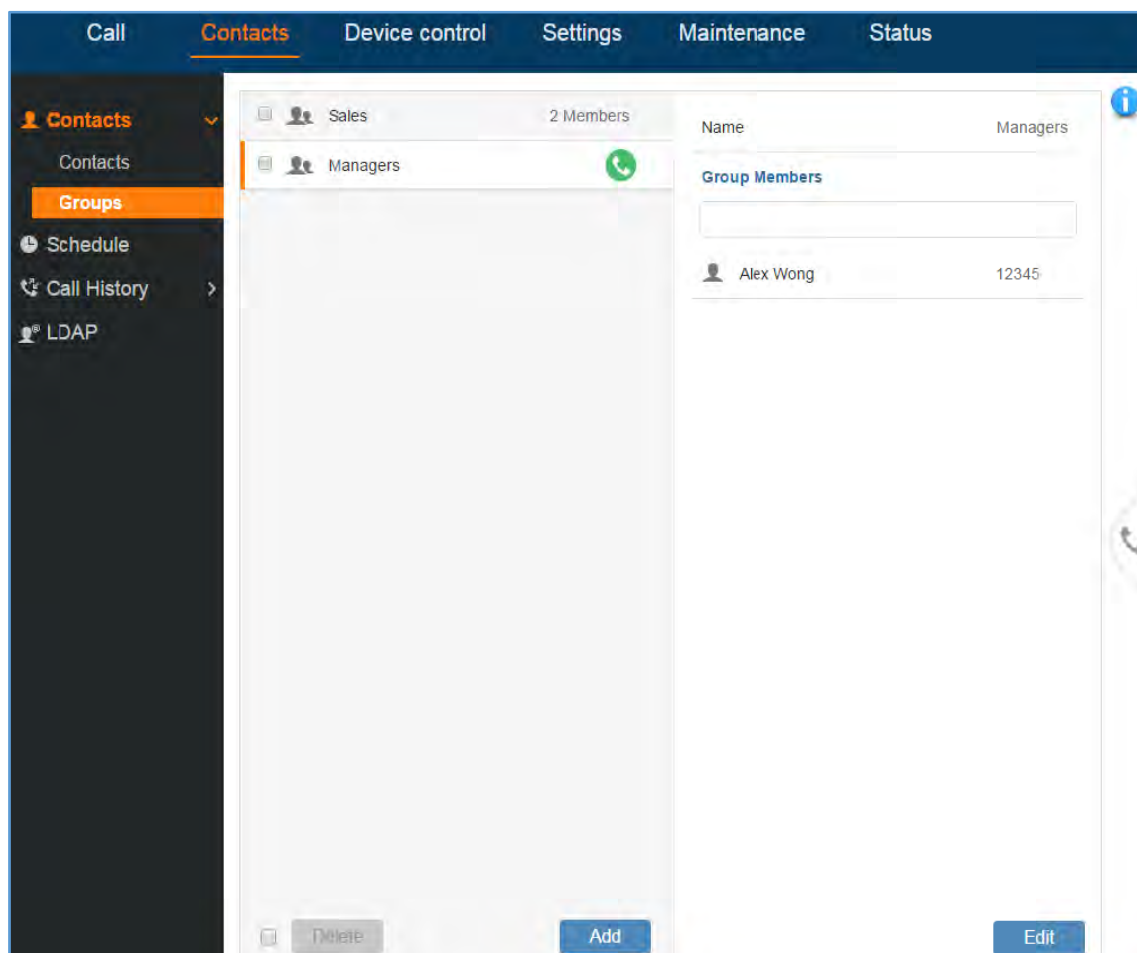 Call Contacts Device control Settings Maintenance Status
Contacts
Contacts
Groups
Schedule
Call History
LDAP
Sales 2 Members
Managers
Name Managers
Group Members
Alex Wong 12345
Delete Add
Edit